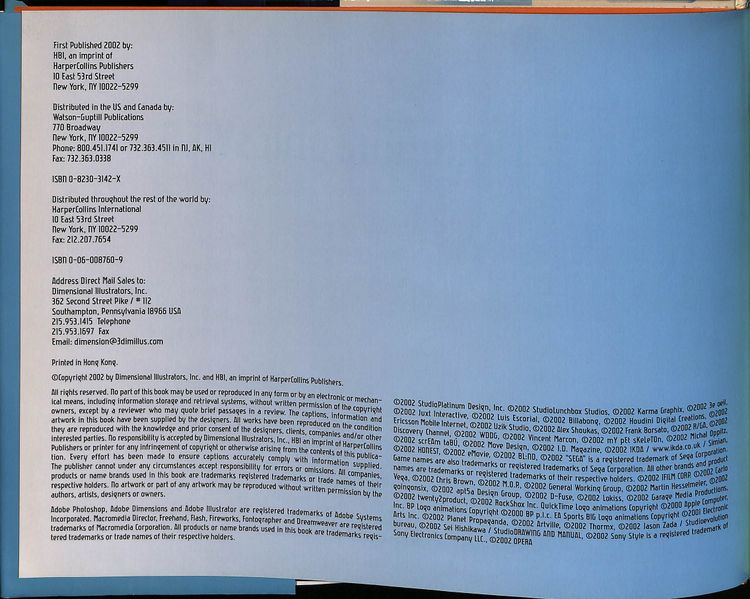 First Published 2002 by:
HBI, an imprint of
HarperCollins Publishers
10 East 53rd Street
New York, NY 10022-5299
Distributed in the US and Canada by:
Watson-Guptill Publications
770 Broadway
New York, NY 10022-5299
Phone: 800.451.1741 or 732.363.4511 in NJ, AK, HI
Fax: 732.363.0338
ISBN 0-8230-3142-X
Distributed throughout the rest of the world by:
HarperCollins International
10 East 53rd Street
New York, NY 10022-5299
Fax: 212.207.7654
ISBN 0-06-008760-9
Address Direct Mail Sales to:
Dimensional Illustrators, Inc.
362 Second Street Pike / # 112
Southampton, Pennsylvania 18966 USA
215.953.1415 Telephone
215.953.1697 Fax
Email: dimension@3dimillus.com
Printed in Hong Kong.
©Copyright 2002 by Dimensional Illustrators, Inc. and HBI, an imprint of HarperCollins Publishers.
All rights reserved. No part of this book may be used or reproduced in any form or by an electronic or mechan-
ical means, including information storage and retrieval systems, without written permission of the copyright
owners, except by a reviewer who may quote brief passages in a review. The captions, information and
artwork in this book have been supplied by the designers. All works have been reproduced on the condition
they are reproduced with the knowledge and prior consent of the designers, clients, companies and/or other
interested parties. No responsibility is accepted by Dimensional Illustrators, Inc., HBI an imprint of HarperCollins
Publishers or printer for any infringement of copyright or otherwise arising from the contents of this publica-
tion. Every effort has been made to ensure captions accurately comply with information supplied.
The publisher cannot under any circumstances accept responsibility for errors or omissions. All companies,
products or name brands used in this book are trademarks registered trademarks or trade names of their
respective holders. No artwork or part of any artwork may be reproduced without written permission by the
authors, artists, designers or owners.
Adobe Photoshop, Adobe Dimensions and Adobe Illustrator are registered trademarks of Adobe Systems
Incorporated. Macromedia Director, Freehand, Flash, Fireworks, Fontographer and Dreamweaver are registered
trademarks of Macromedia Corporation. All products or name brands used in this book are trademarks regis-
tered trademarks or trade names of their respective holders.
©2002 StudioPlatinum Design, Inc. ©2002 StudioLunchbox Studios, ©2002 Karma Graphix, ©2002 3p oeil,
©2002 Juxt Interactive, ©2002 Luis Escorial, ©2002 Billabong, ©2002 Houdini Digital Creations, ©2002
Ericsson Mobile Internet, ©2002 Uzik Studio, ©2002 Alex Shoukas, ©2002 Frank Borsato, ©2002 R/GA, ©2002
Discovery Channel, ©2002 WDDG, ©2002 Vincent Marcon, ©2002 mY pEt sKeLeTOn, ©2002 Michal Dopitz,
©2002 scrEEm taBU, ©2002 Move Design, ©2002 I.D. Magazine, ©2002 IKDA / www.ikda.co.uk / Simian,
©2002 HONEST, ©2002 eMovie, ©2002 BL:ND, ©2002 "SEGA" is a registered trademark of Sega Corporation.
Game names are also trademarks or registered trademarks of Sega Corporation. All other brands and product
names are trademarks or registered trademarks of their respective holders. ©2002 IFILM CORP ©2002 Carlo
Vega, ©2002 Chris Brown, ©2002 M.O.P., ©2002 General Working Group, ©2002 Martin Hesselmeier, ©2002
goingonsix, ©2002 apt5a Design Group, ©2002 D-Fuse, ©2002 Lokiss, ©2002 Garage Media Productions,
©2002 twenty2product, ©2002 RockShox Inc. QuickTime Logo animations Copyright ©2000 Apple Computer,
Inc. BP Logo animations Copyright ©2000 BP p.l.c. EA Sports BIG Logo animations Copyright ©2001 Electronic
Arts Inc. ©2002 Planet Propaganda, ©2002 Artville, ©2002 Thormx, ©2002 Jason Zada / Studioevolution
bureau, ©2002 Sei Hishikawa / StudioDRAWING AND MANUAL, ©2002 Sony Style is a registered trademark of
Sony Electronics Company LLC., ©2002 OPERA